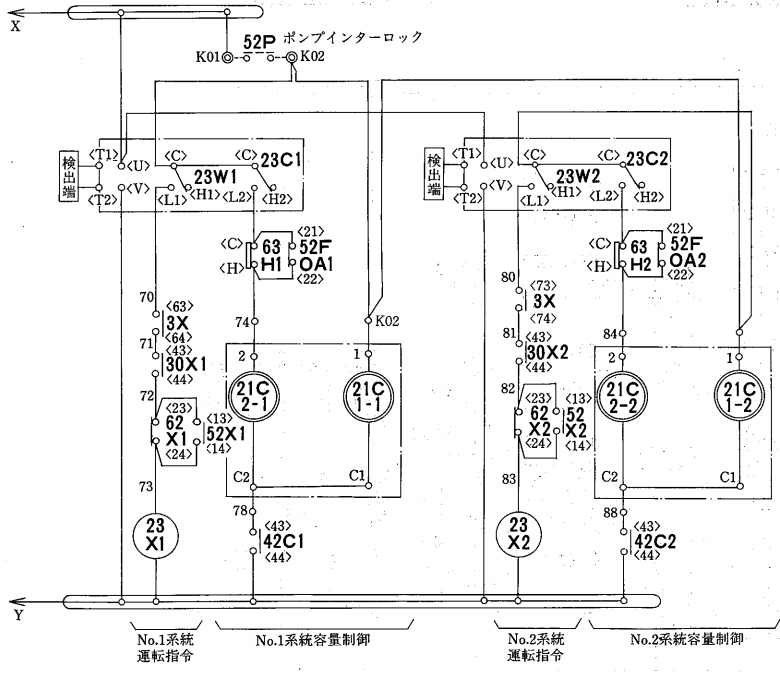 X
52P ポンプインターロック
K01 K02
検出端
<T1> <U> <C> <C> 23C1
23W1
<T2> <V> <L1> <H1> <L2> <H2>
検出端
<T1> <U> <C> <C> 23C2
23W2
<T2> <V> <L1> <H1> <L2> <H2>
<C> 63 <21> 52F
<H> H1 OA1
<22>
<C> 63 <21> 52F
<H> H2 OA2
<22>
70 <63>
3X
71 <64>
<43>
30X1
72 <44>
74
K02
80 <73>
3X
81 <74>
<43>
30X2
82 <44>
84
2
21C
2-1
1
21C
1-1
2
21C
2-2
1
21C
1-2
<23>
62
X1
<24>
<13>
52X1
<14>
<23>
62
X2
<24>
<13>
52
X2
<14>
73
C2 C1
83
C2 C1
23
X1
78 <43>
42C1
<44>
23
X2
88 <43>
42C2
<44>
Y
No.1系統
運転指令
No.1系統容量制御
No.2系統
運転指令
No.2系統容量制御